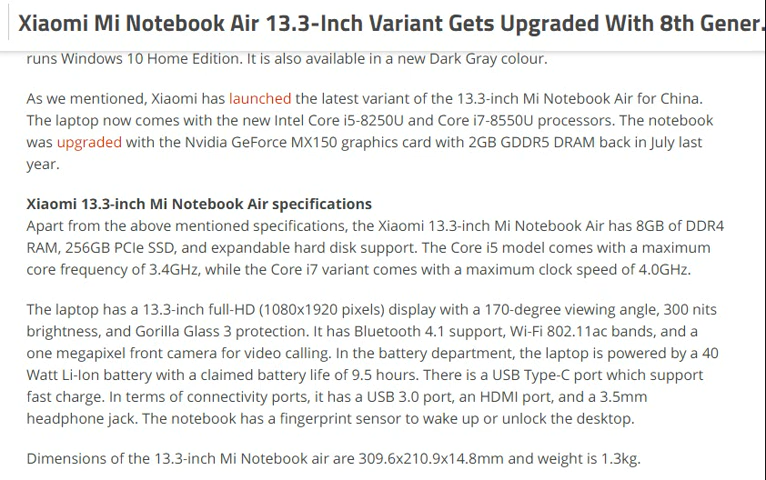 Xiaomi Mi Notebook Air 13.3-Inch Variant Gets Upgraded With 8th Gener.
runs Windows 10 Home Edition. It is also available in a new Dark Gray colour.
As we mentioned, Xiaomi has launched the latest variant of the 13.3-inch Mi Notebook Air for China.
The laptop now comes with the new Intel Core i5-8250U and Core i7-8550U processors. The notebook
was upgraded with the Nvidia GeForce MX150 graphics card with 2GB GDDR5 DRAM back in July last
year.
Xiaomi 13.3-inch Mi Notebook Air specifications
Apart from the above mentioned specifications, the Xiaomi 13.3-inch Mi Notebook Air has 8GB of DDR4
RAM, 256GB PCIe SSD, and expandable hard disk support. The Core i5 model comes with a maximum
core frequency of 3.4GHz, while the Core i7 variant comes with a maximum clock speed of 4.0GHz.
The laptop has a 13.3-inch full-HD (1080x1920 pixels) display with a 170-degree viewing angle, 300 nits
brightness, and Gorilla Glass 3 protection. It has Bluetooth 4.1 support, Wi-Fi 802.11ac bands, and a
one megapixel front camera for video calling. In the battery department, the laptop is powered by a 40
Watt Li-Ion battery with a claimed battery life of 9.5 hours. There is a USB Type-C port which support
fast charge. In terms of connectivity ports, it has a USB 3.0 port, an HDMI port, and a 3.5mm
headphone jack. The notebook has a fingerprint sensor to wake up or unlock the desktop.
Dimensions of the 13.3-inch Mi Notebook air are 309.6x210.9x14.8mm and weight is 1.3kg.